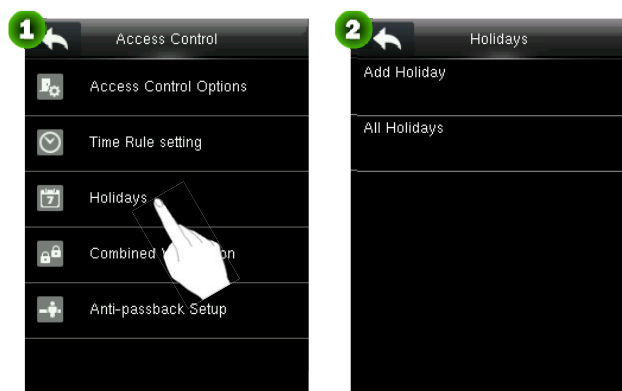 1
Access Control
Access Control Options
Time Rule setting
7
Holidays
Combined
Anti-passback Setup
2
Holidays
Add Holiday
All Holidays